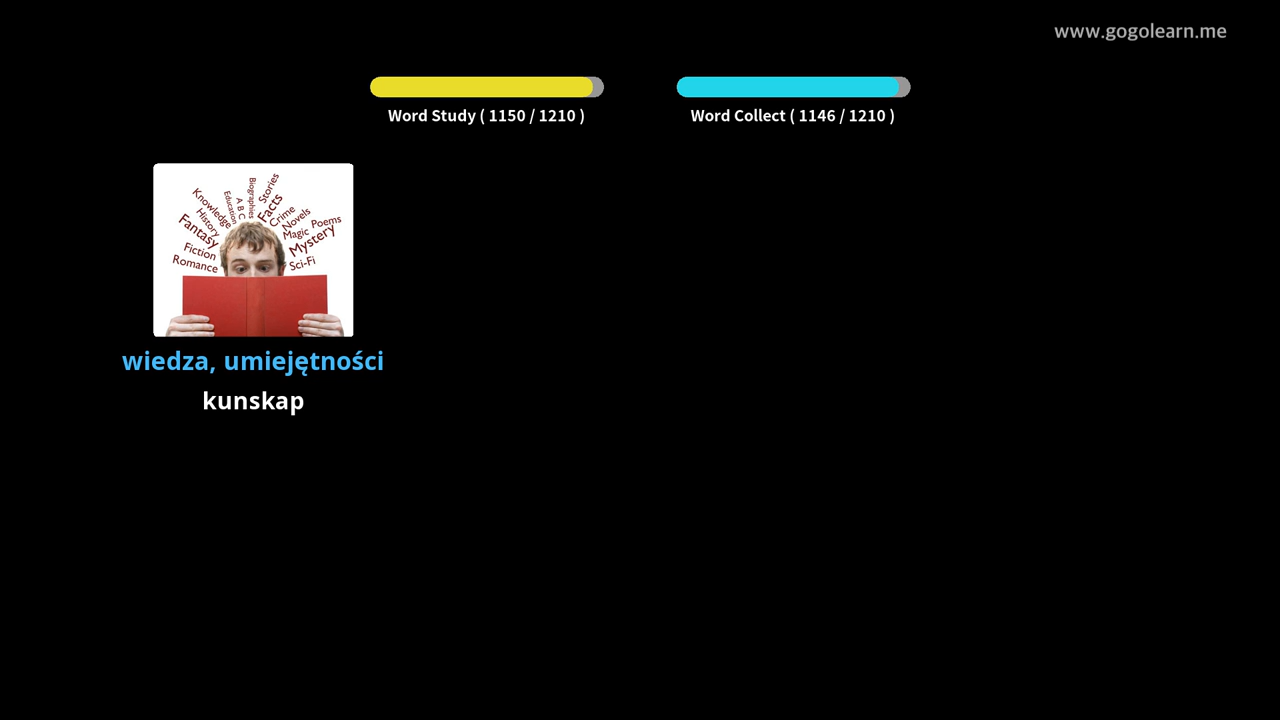 www.gogolearn.me
Word Study ( 1150 / 1210 )
Word Collect ( 1146 / 1210 )
Knowledge
History
Fantasy
Fiction
Romance
Education
A B C
Biographies
Stories
Facts
Crime
Novels
Magic
Poems
Mystery
Sci-Fi
wiedza, umiejętności
kunskap